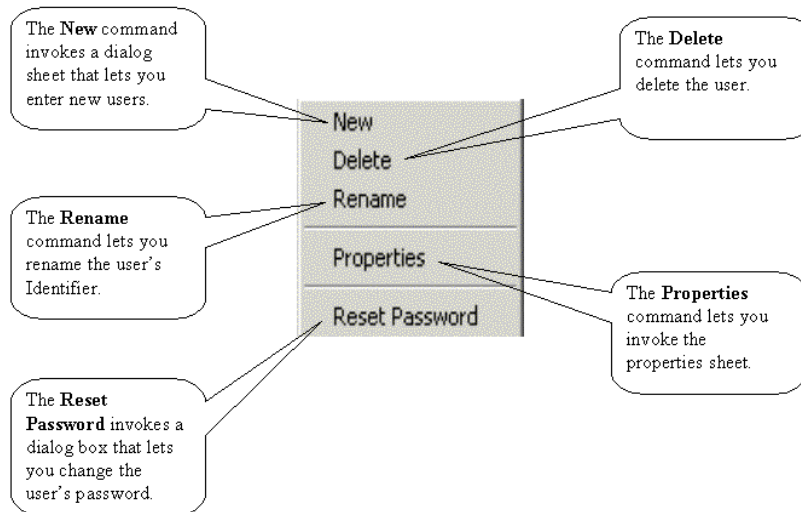 The New command
invokes a dialog
sheet that lets you
enter new users.
The Delete
command lets you
delete the user.
New
Delete
Rename
Properties
Reset Password
The Rename
command lets you
rename the user's
Identifier.
The Properties
command lets you
invoke the
properties sheet.
The Reset
Password invokes a
dialog box that lets
you change the
user's password.